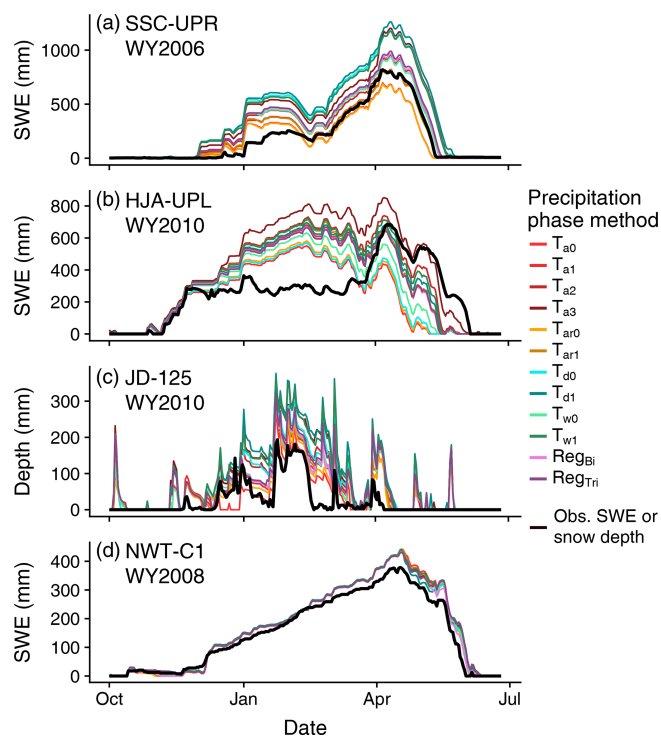 (a) SSC-UPR
WY2006
SWE (mm)
1000
500
0
(b) HJA-UPL
WY2010
SWE (mm)
800
600
400
200
0
(c) JD-125
WY2010
Depth (mm)
300
200
100
0
(d) NWT-C1
WY2008
SWE (mm)
400
300
200
100
0
Oct Jan Apr Jul
Date
Precipitation
phase method
Ta0
Ta1
Ta2
Ta3
Tar0
Tar1
Td0
Td1
Tw0
Tw1
RegBi
RegTri
Obs. SWE or
snow depth